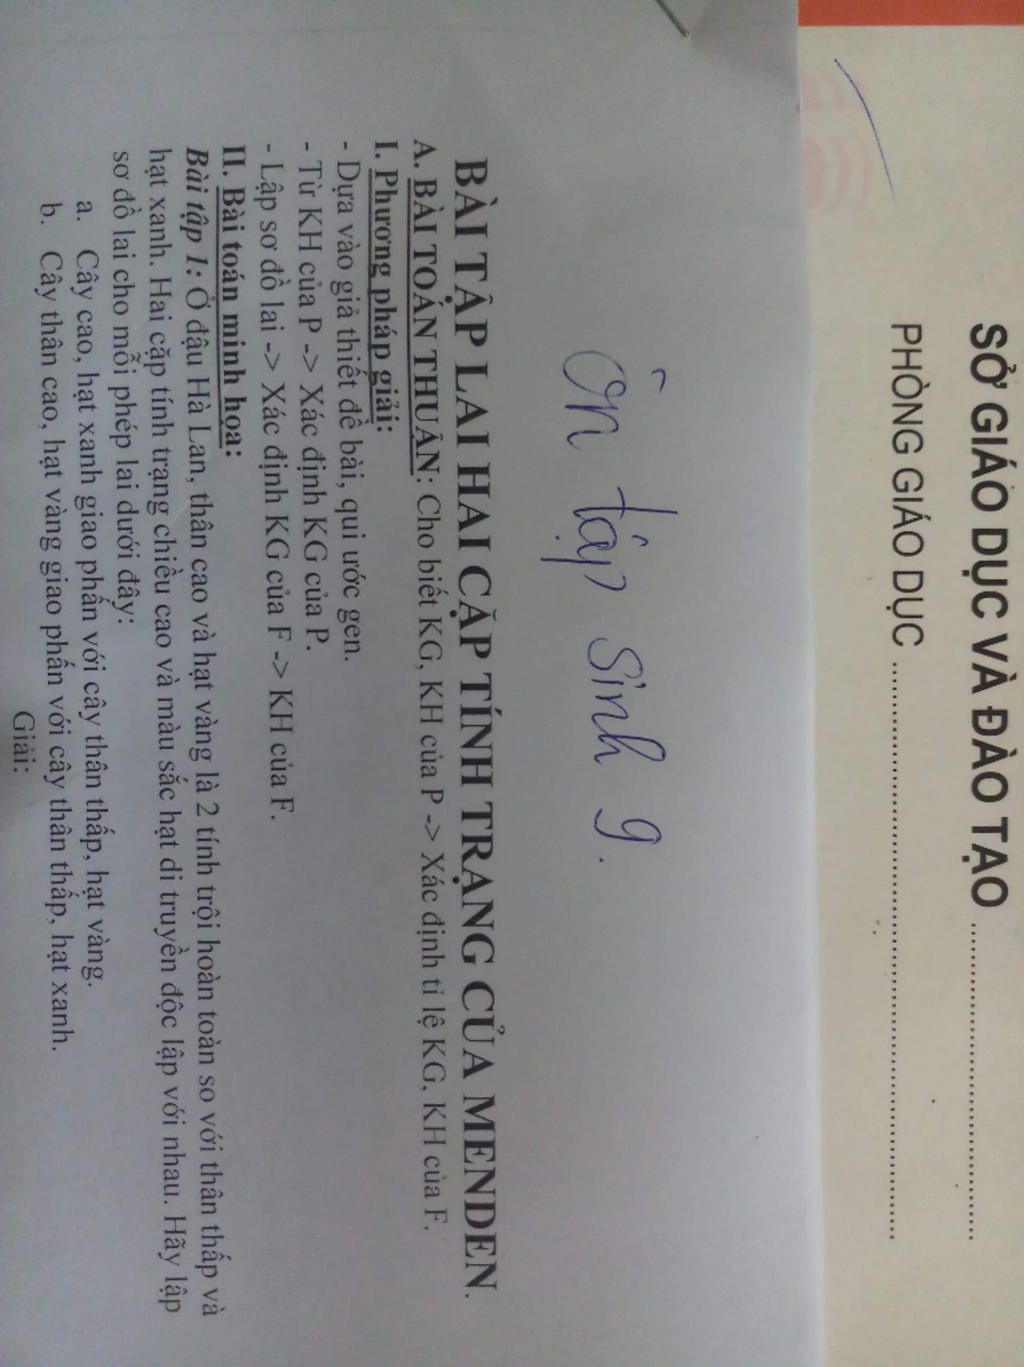 SỞ GIÁO DỤC VÀ ĐÀO TẠO ........................................
PHÒNG GIÁO DỤC ............................................................
Ôn tập Sinh 9.
BÀI TẬP LAI HAI CẶP TÍNH TRẠNG CỦA MENDEN.
A. BÀI TOÁN THUẬN: Cho biết KG, KH của P -> Xác định tỉ lệ KG, KH của F.
I. Phương pháp giải:
- Dựa vào giả thiết đề bài, qui ước gen.
- Từ KH của P -> Xác định KG của P.
- Lập sơ đồ lai -> Xác định KG của F -> KH của F.
II. Bài toán minh họa:
Bài tập 1: Ở đậu Hà Lan, thân cao và hạt vàng là 2 tính trội hoàn toàn so với thân thấp và
hạt xanh. Hai cặp tính trạng chiều cao và màu sắc hạt di truyền độc lập với nhau. Hãy lập
sơ đồ lai cho mỗi phép lai dưới đây:
a. Cây cao, hạt xanh giao phấn với cây thân thấp, hạt vàng.
b. Cây thân cao, hạt vàng giao phấn với cây thân thấp, hạt xanh.
Giải: